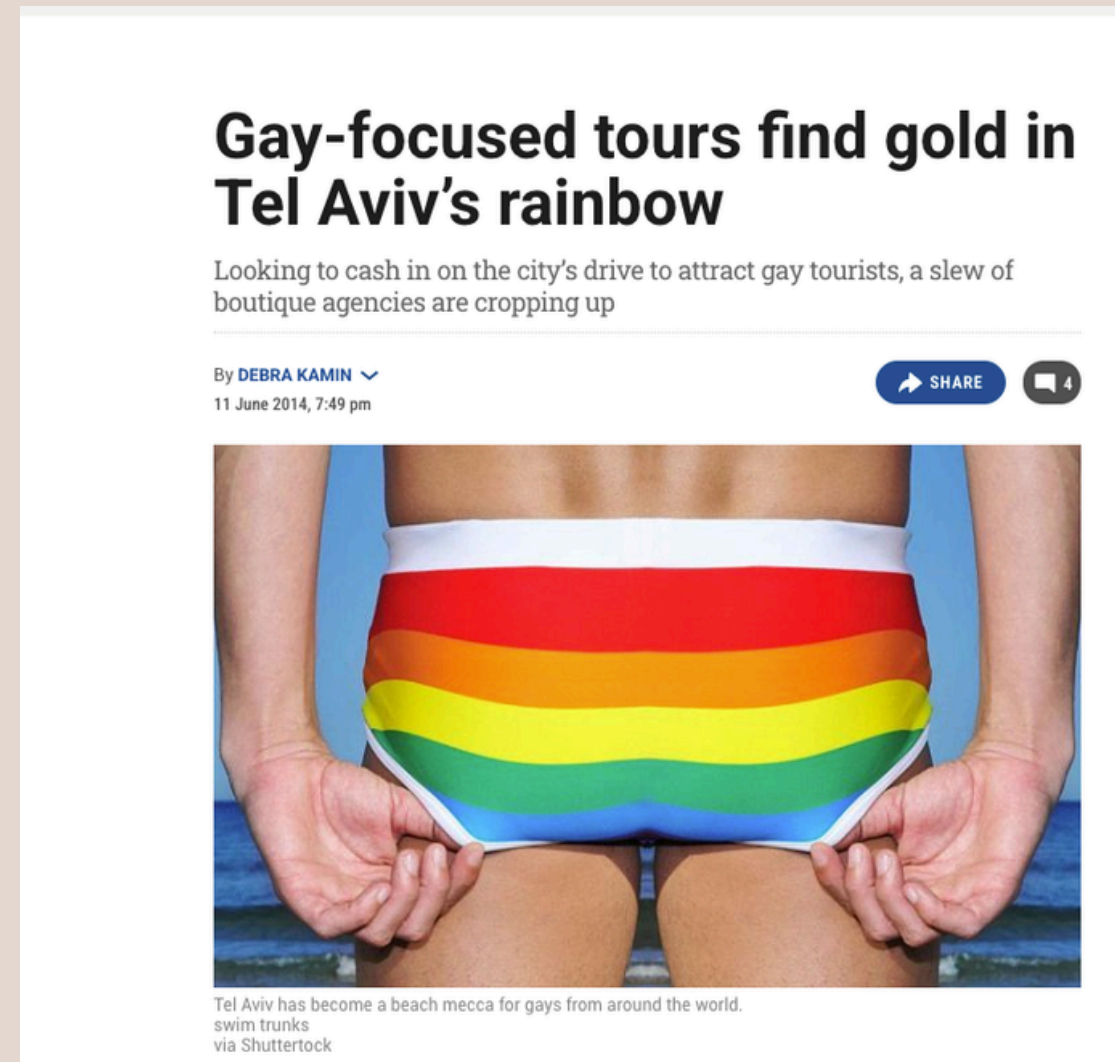 Gay-focused tours find gold in
Tel Aviv’s rainbow
Looking to cash in on the city’s drive to attract gay tourists, a slew of
boutique agencies are cropping up
By DEBRA KAMIN
SHARE
4
11 June 2014, 7:49 pm
Tel Aviv has become a beach mecca for gays from around the world.
swim trunks
via Shuttertock